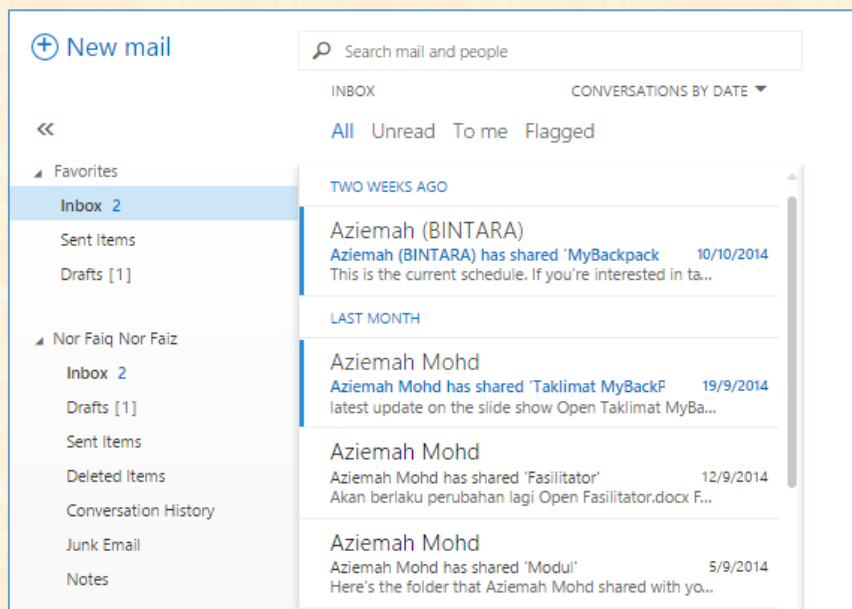 New mail
«
Favorites
Inbox 2
Sent Items
Drafts [1]
Nor Faiq Nor Faiz
Inbox 2
Drafts [1]
Sent Items
Deleted Items
Conversation History
Junk Email
Notes
Search mail and people
INBOX CONVERSATIONS BY DATE
All Unread To me Flagged
TWO WEEKS AGO
Aziemah (BINTARA)
Aziemah (BINTARA) has shared 'MyBackpack 10/10/2014
This is the current schedule. If you're interested in ta...
LAST MONTH
Aziemah Mohd
Aziemah Mohd has shared 'Taklimat MyBackP 19/9/2014
latest update on the slide show Open Taklimat MyBa...
Aziemah Mohd
Aziemah Mohd has shared 'Fasilitator' 12/9/2014
Akan berlaku perubahan lagi Open Fasilitator.docx F...
Aziemah Mohd
Aziemah Mohd has shared 'Modul' 5/9/2014
Here's the folder that Aziemah Mohd shared with yo...